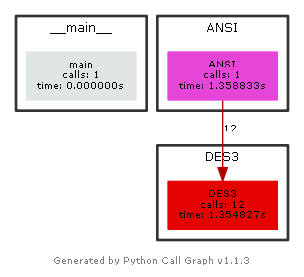 __main__
main
calls: 1
time: 0.000000s
ANSI
ANSI
calls: 1
time: 1.358833s
12
DES3
DES3
calls: 12
time: 1.354827s
Generated by Python Call Graph v1.1.3